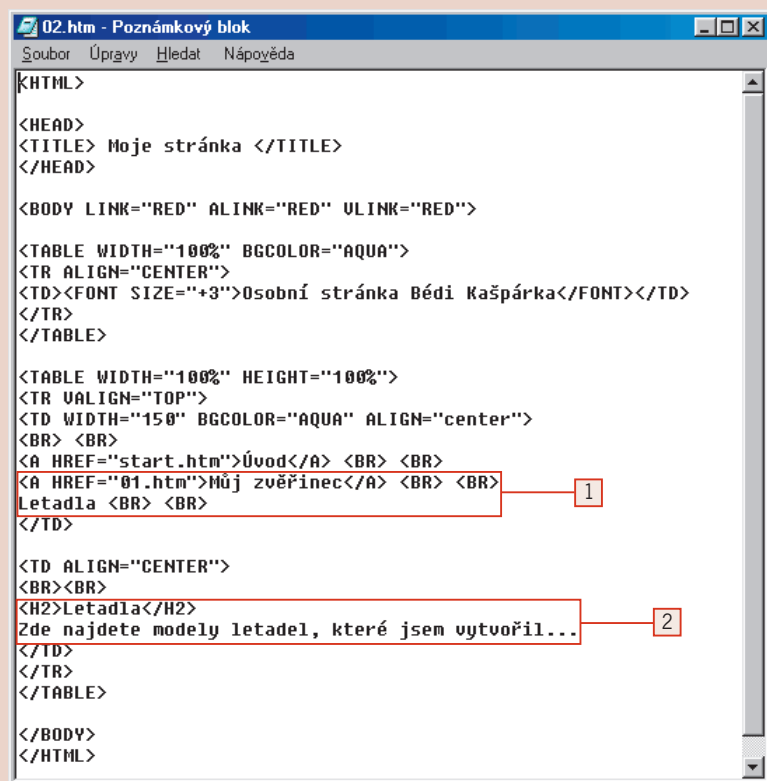 02.htm - Poznámkový blok
Soubor Úpravy Hledat Nápověda
<HTML>
<HEAD>
<TITLE> Moje stránka </TITLE>
</HEAD>
<BODY LINK="RED" ALINK="RED" VLINK="RED">
<TABLE WIDTH="100%" BGCOLOR="AQUA">
<TR ALIGN="CENTER">
<TD><FONT SIZE="+3">Osobní stránka Bédi Kašpárka</FONT></TD>
</TR>
</TABLE>
<TABLE WIDTH="100%" HEIGHT="100%">
<TR VALIGN="TOP">
<TD WIDTH="150" BGCOLOR="AQUA" ALIGN="center">
<BR> <BR>
<A HREF="start.htm">Úvod</A> <BR> <BR>
<A HREF="01.htm">Můj zvěřinec</A> <BR> <BR>
1
Letadla <BR> <BR>
</TD>
<TD ALIGN="CENTER">
<BR><BR>
<H2>Letadla</H2>
2
Zde najdete modely letadel, které jsem vytvořil...
</TD>
</TR>
</TABLE>
</BODY>
</HTML>